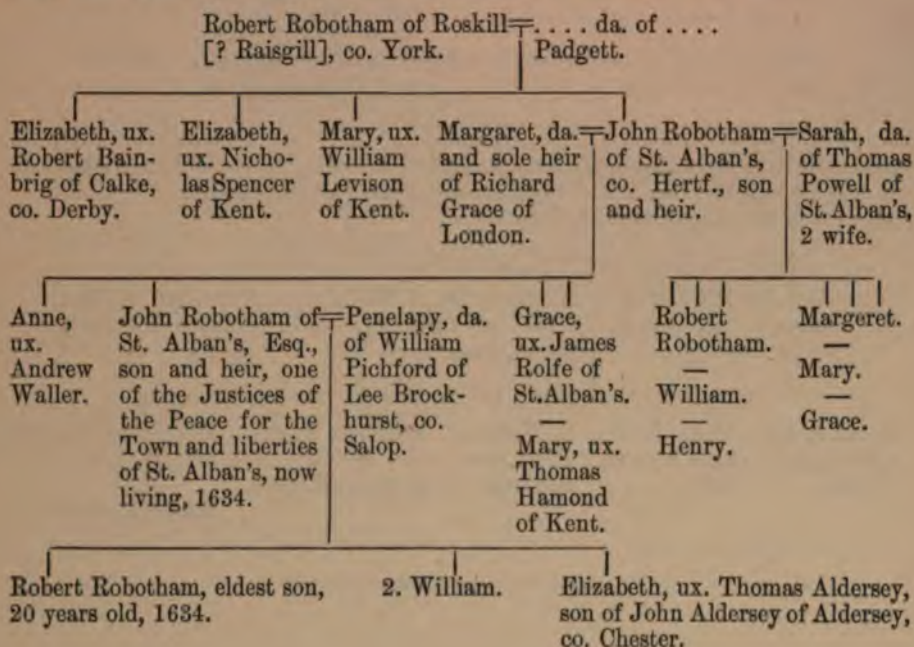 Robert Robotham of Roskill=. . . . da. of . . . .
[? Raisgill], co. York. Padgett.
Elizabeth, ux.
Robert Bain-
brig of Calke,
co. Derby.
Elizabeth,
ux. Nicho-
las Spencer
of Kent.
Mary, ux.
William
Levison
of Kent.
Margaret, da.
and sole heir
of Richard
Grace of
London.
=John Robotham=
of St. Alban's,
co. Hertf., son
and heir.
Sarah, da.
of Thomas
Powell of
St. Alban's,
2 wife.
Anne,
ux.
Andrew
Waller.
John Robotham of=
St. Alban's, Esq.,
son and heir, one
of the Justices of
the Peace for the
Town and liberties
of St. Alban's, now
living, 1634.
Penelapy, da.
of William
Pichford of
Lee Brock-
hurst, co.
Salop.
Grace,
ux. James
Rolfe of
St. Alban's.
—
Mary, ux.
Thomas
Hamond
of Kent.
Robert
Robotham.
—
William.
—
Henry.
Margeret.
—
Mary.
—
Grace.
Robert Robotham, eldest son,
20 years old, 1634.
2. William.
Elizabeth, ux. Thomas Aldersey,
son of John Aldersey of Aldersey,
co. Chester.